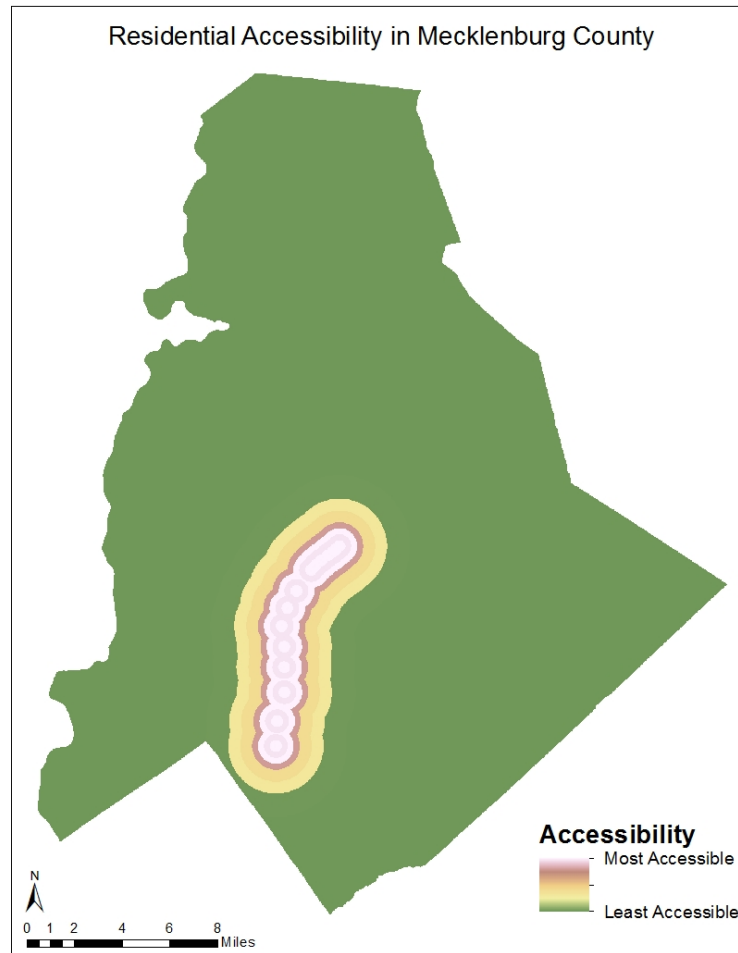 Residential Accessibility in Mecklenburg County
Accessibility
Most Accessible
Least Accessible
N
0 1 2 4 6 8
Miles